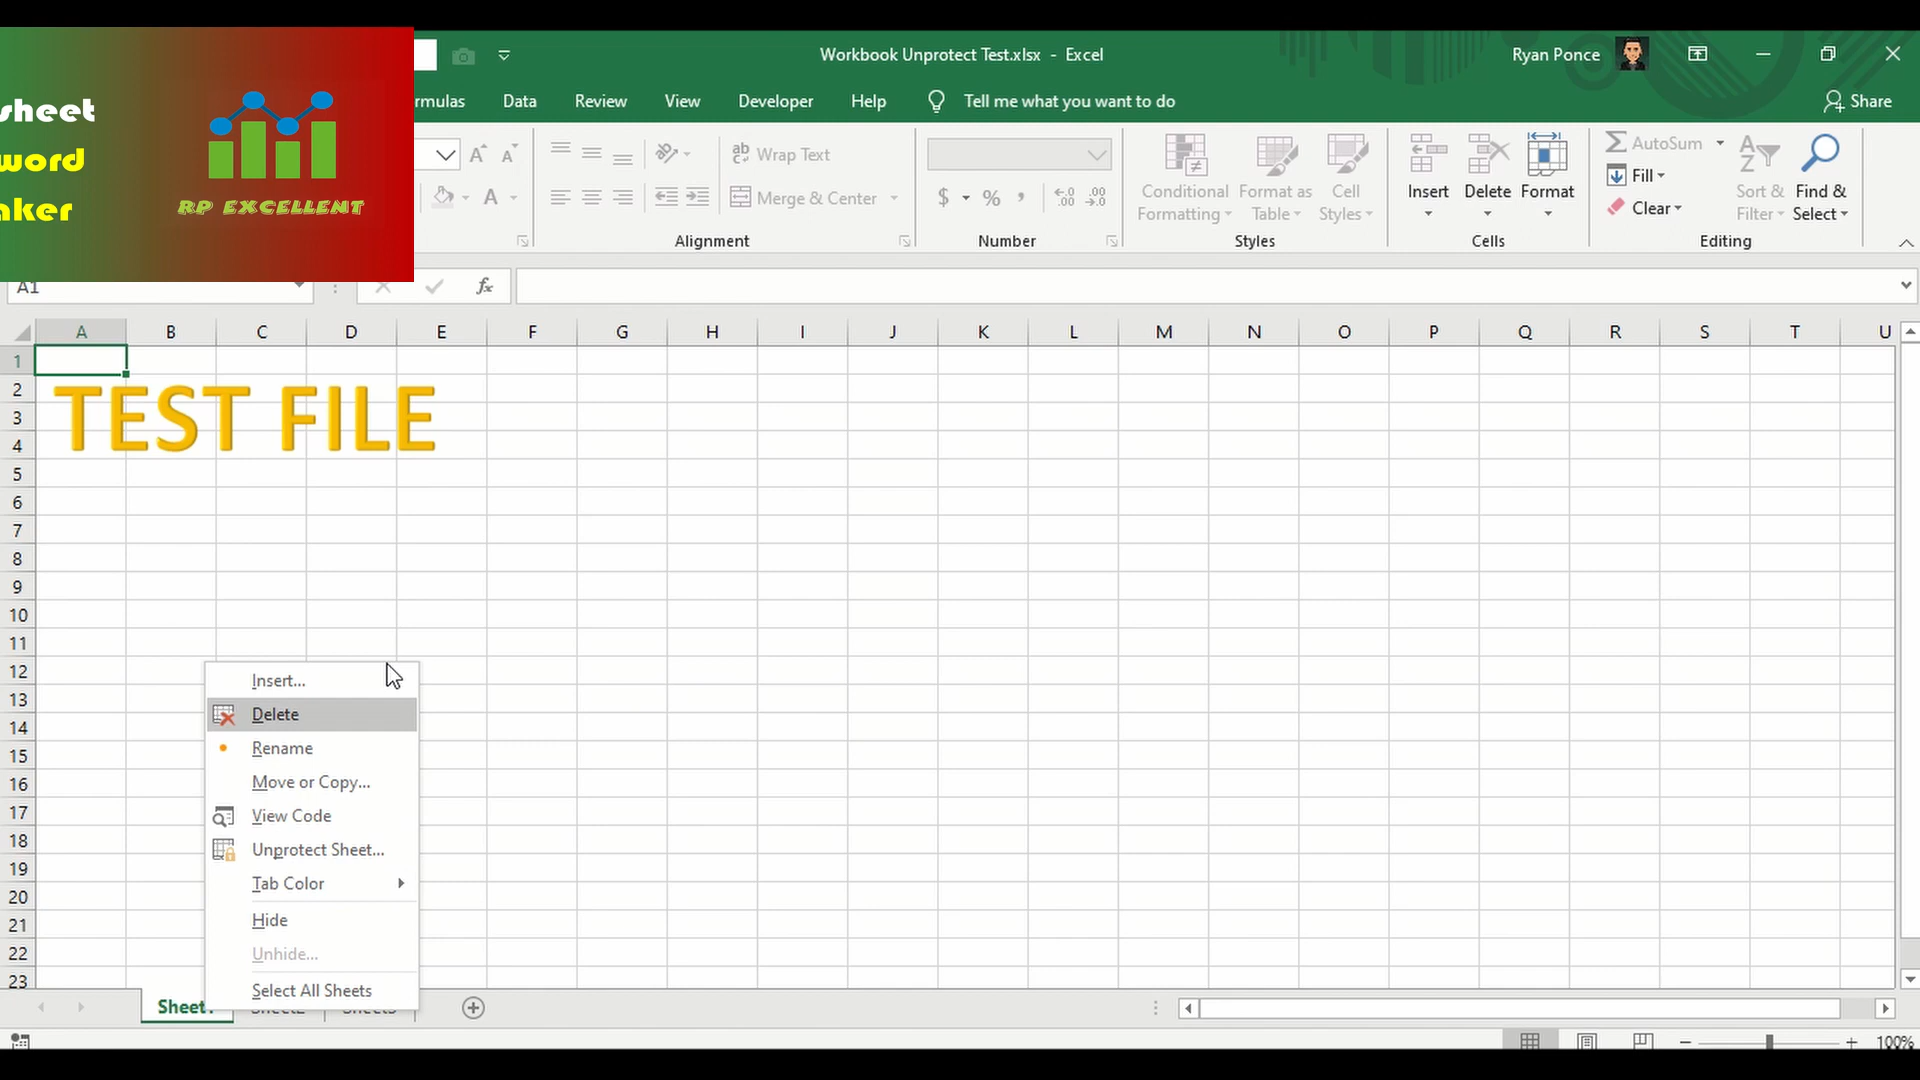 Workbook Unprotect Test.xlsx - Excel
Ryan Ponce
rmulas Data Review View Developer Help Tell me what you want to do
Share
sheet
word
aker
RP EXCELLENT
Wrap Text
Merge & Center
Alignment
$ % ,
Number
Conditional
Formatting
Format as
Table
Cell
Styles
Styles
Insert
Delete
Format
Cells
AutoSum
Fill
Clear
Sort &
Filter
Find &
Select
Editing
A1
fx
A B C D E F G H I J K L M N O P Q R S T U
1
2
3
4
5
6
7
8
9
10
11
12
13
14
15
16
17
18
19
20
21
22
23
TEST FILE
Insert...
Delete
Rename
Move or Copy...
View Code
Unprotect Sheet...
Tab Color
Hide
Unhide...
Select All Sheets
100%